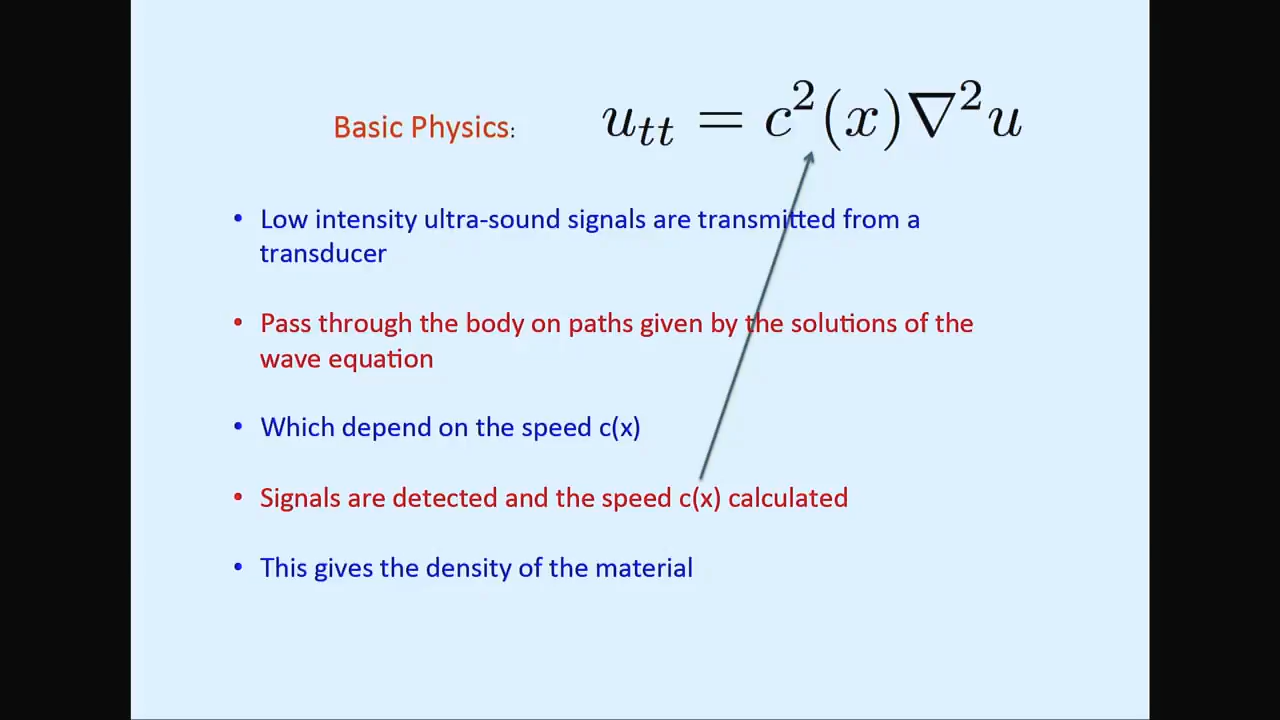 Basic Physics: u_{tt} = c^2(x)∇^2u
• Low intensity ultra-sound signals are transmitted from a
transducer
• Pass through the body on paths given by the solutions of the
wave equation
• Which depend on the speed c(x)
• Signals are detected and the speed c(x) calculated
• This gives the density of the material